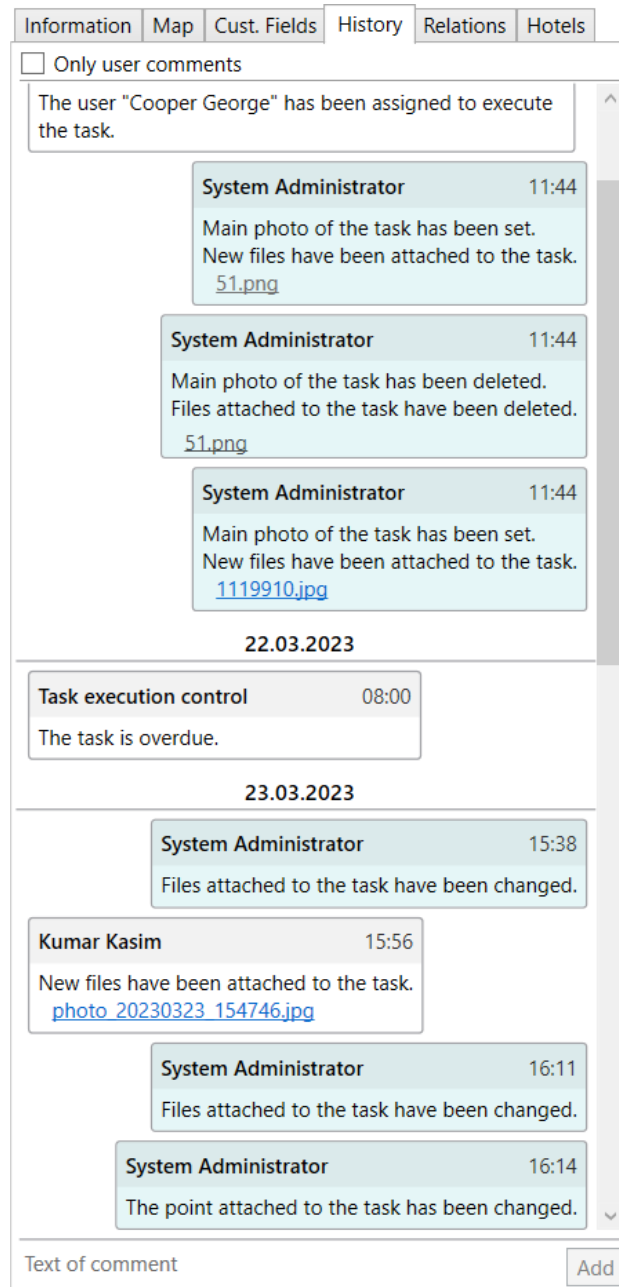 Information Map Cust. Fields History Relations Hotels
Only user comments
The user "Cooper George" has been assigned to execute
the task.
System Administrator 11:44
Main photo of the task has been set.
New files have been attached to the task.
51.png
System Administrator 11:44
Main photo of the task has been deleted.
Files attached to the task have been deleted.
51.png
System Administrator 11:44
Main photo of the task has been set.
New files have been attached to the task.
1119910.jpg
22.03.2023
Task execution control 08:00
The task is overdue.
23.03.2023
System Administrator 15:38
Files attached to the task have been changed.
Kumar Kasim 15:56
New files have been attached to the task.
photo_20230323_154746.jpg
System Administrator 16:11
Files attached to the task have been changed.
System Administrator 16:14
The point attached to the task has been changed.
Text of comment Add